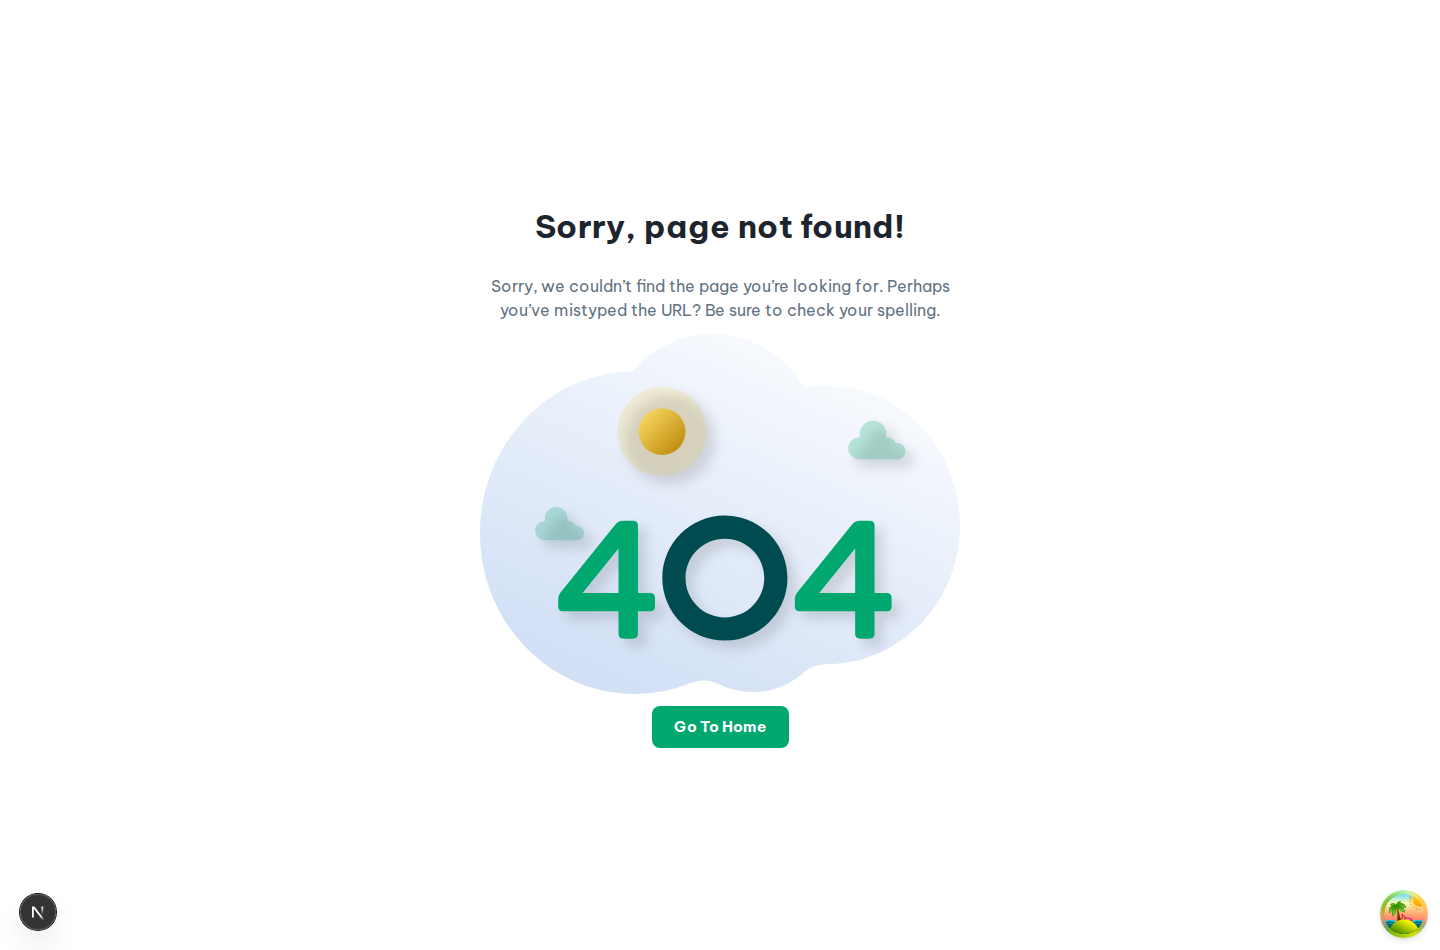 Sorry, page not found!
Sorry, we couldn’t find the page you’re looking for. Perhaps
you’ve mistyped the URL? Be sure to check your spelling.
404
Go To Home
N